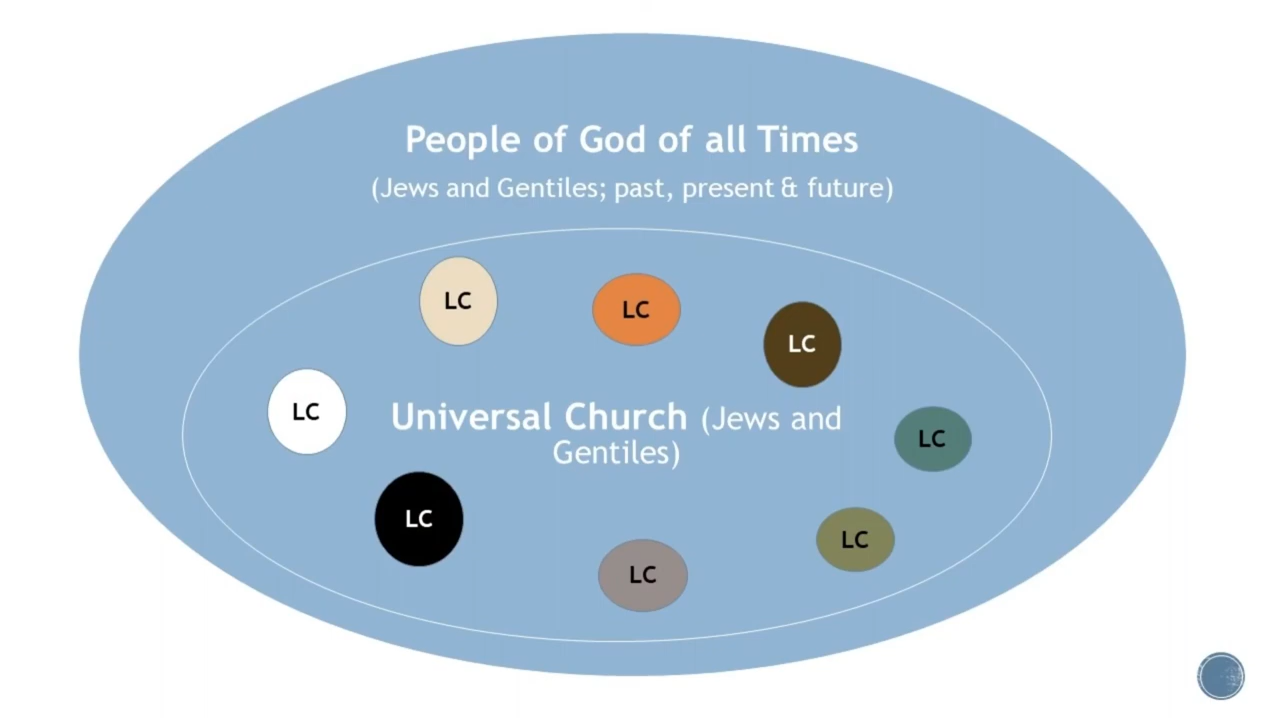 People of God of all Times
(Jews and Gentiles; past, present & future)
LC
LC
LC
LC
Universal Church (Jews and
Gentiles)
LC
LC
LC
LC